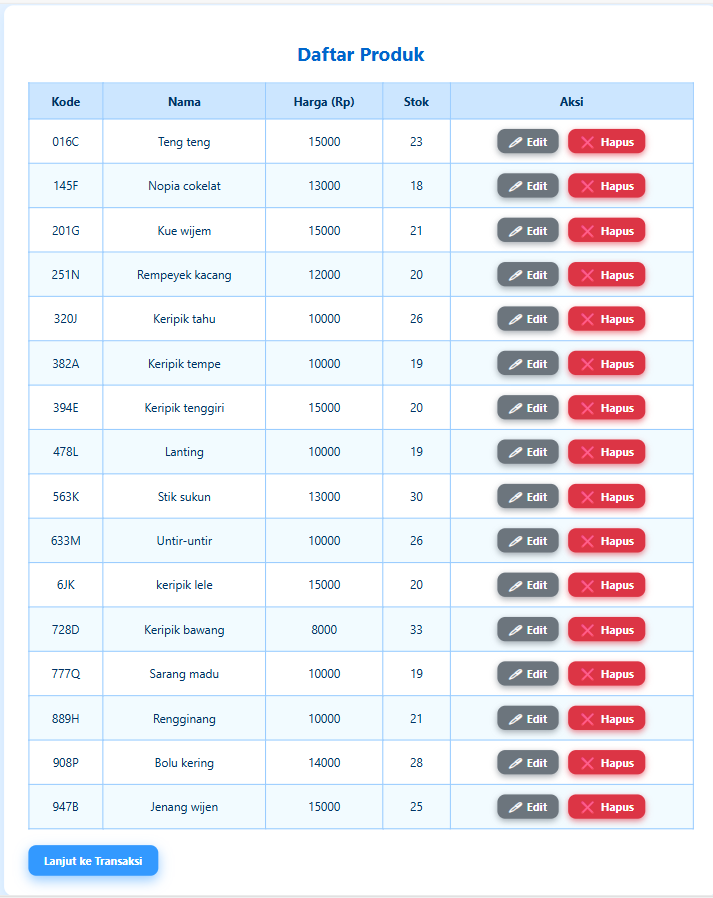 Daftar Produk
Kode Nama Harga (Rp) Stok Aksi
016C Teng teng 15000 23 Edit Hapus
145F Nopia cokelat 13000 18 Edit Hapus
201G Kue wijem 15000 21 Edit Hapus
251N Rempeyek kacang 12000 20 Edit Hapus
320J Keripik tahu 10000 26 Edit Hapus
382A Keripik tempe 10000 19 Edit Hapus
394E Keripik tenggiri 15000 20 Edit Hapus
478L Lanting 10000 19 Edit Hapus
563K Stik sukun 13000 30 Edit Hapus
633M Untir-untir 10000 26 Edit Hapus
6JK keripik lele 15000 20 Edit Hapus
728D Keripik bawang 8000 33 Edit Hapus
777Q Sarang madu 10000 19 Edit Hapus
889H Rengginang 10000 21 Edit Hapus
908P Bolu kering 14000 28 Edit Hapus
947B Jenang wijen 15000 25 Edit Hapus
Lanjut ke Transaksi